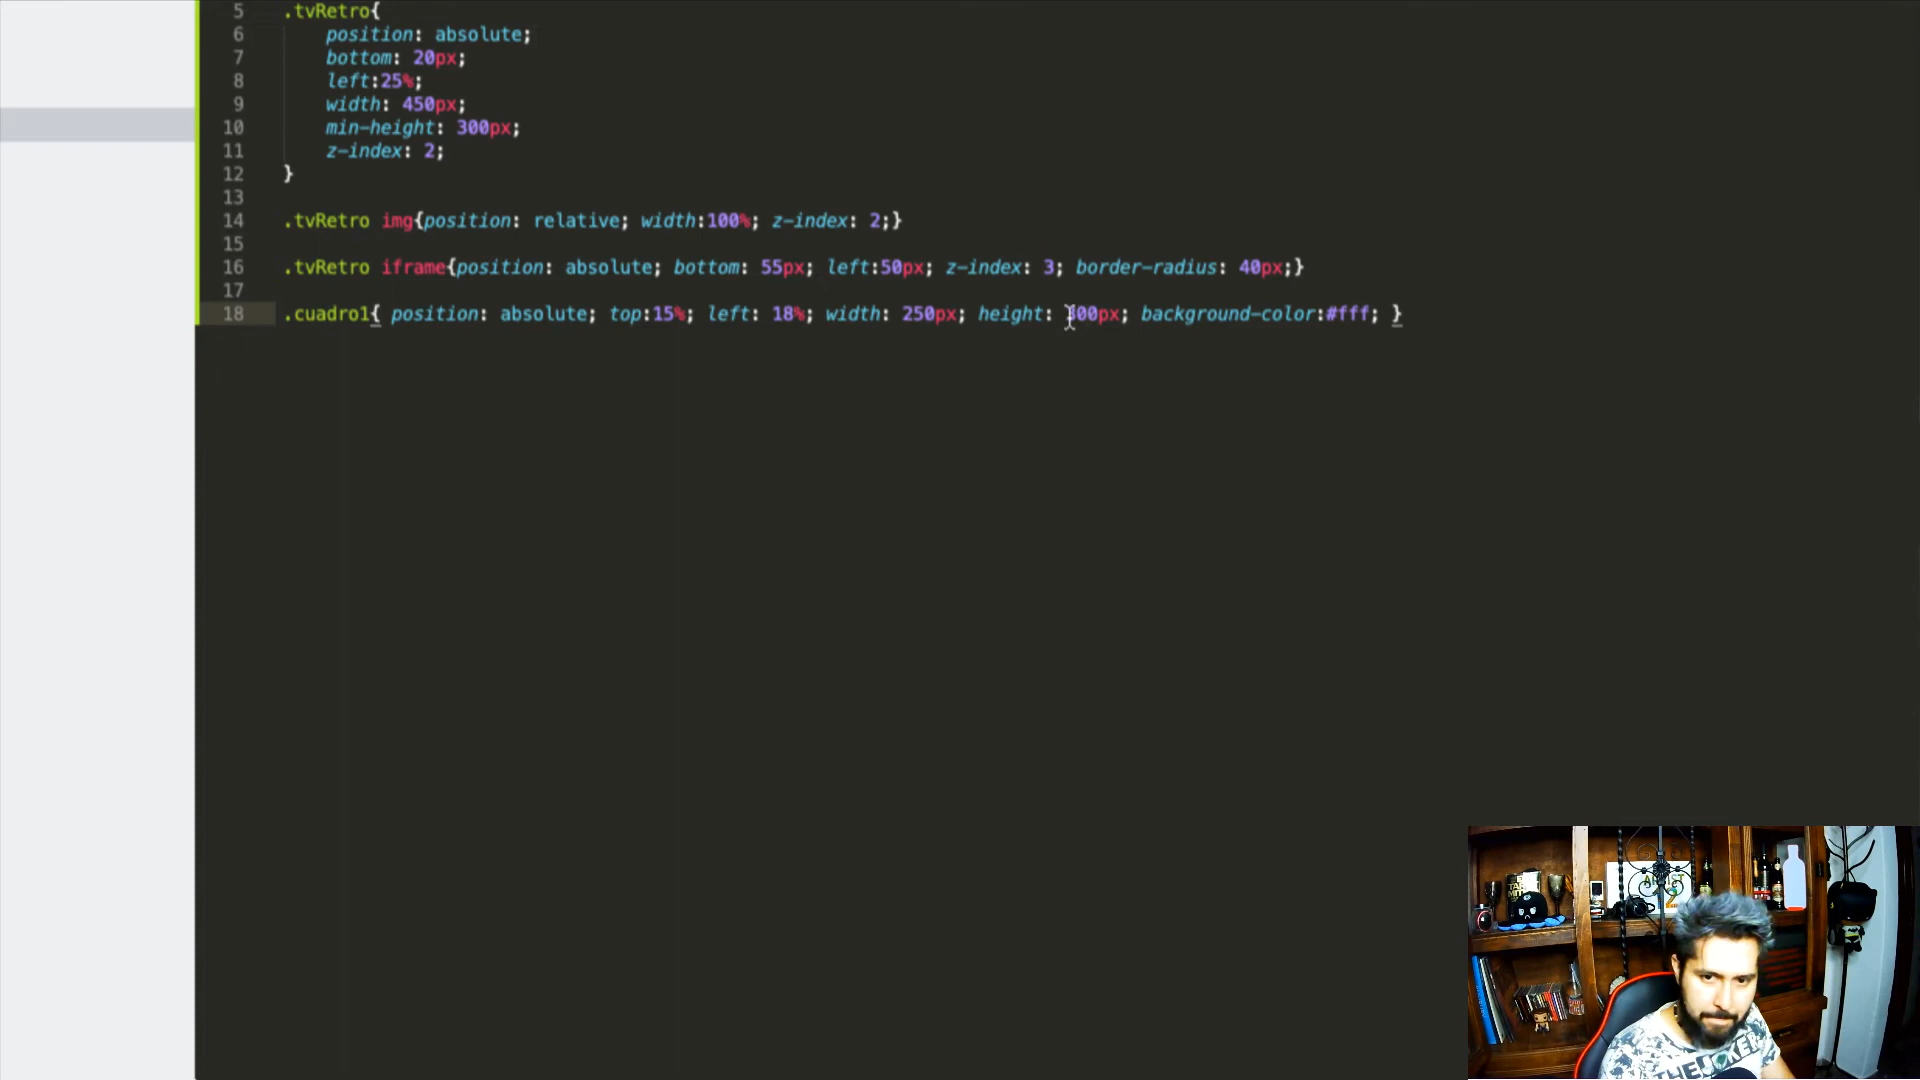 5 .tvRetro{
6 position: absolute;
7 bottom: 20px;
8 left:25%;
9 width: 450px;
10 min-height: 300px;
11 z-index: 2;
12 }
13
14 .tvRetro img{position: relative; width:100%; z-index: 2;}
15
16 .tvRetro iframe{position: absolute; bottom: 55px; left:50px; z-index: 3; border-radius: 40px;}
17
18 .cuadro1{ position: absolute; top:15%; left: 18%; width: 250px; height: 00px; background-color:#fff; }
THE JOKER